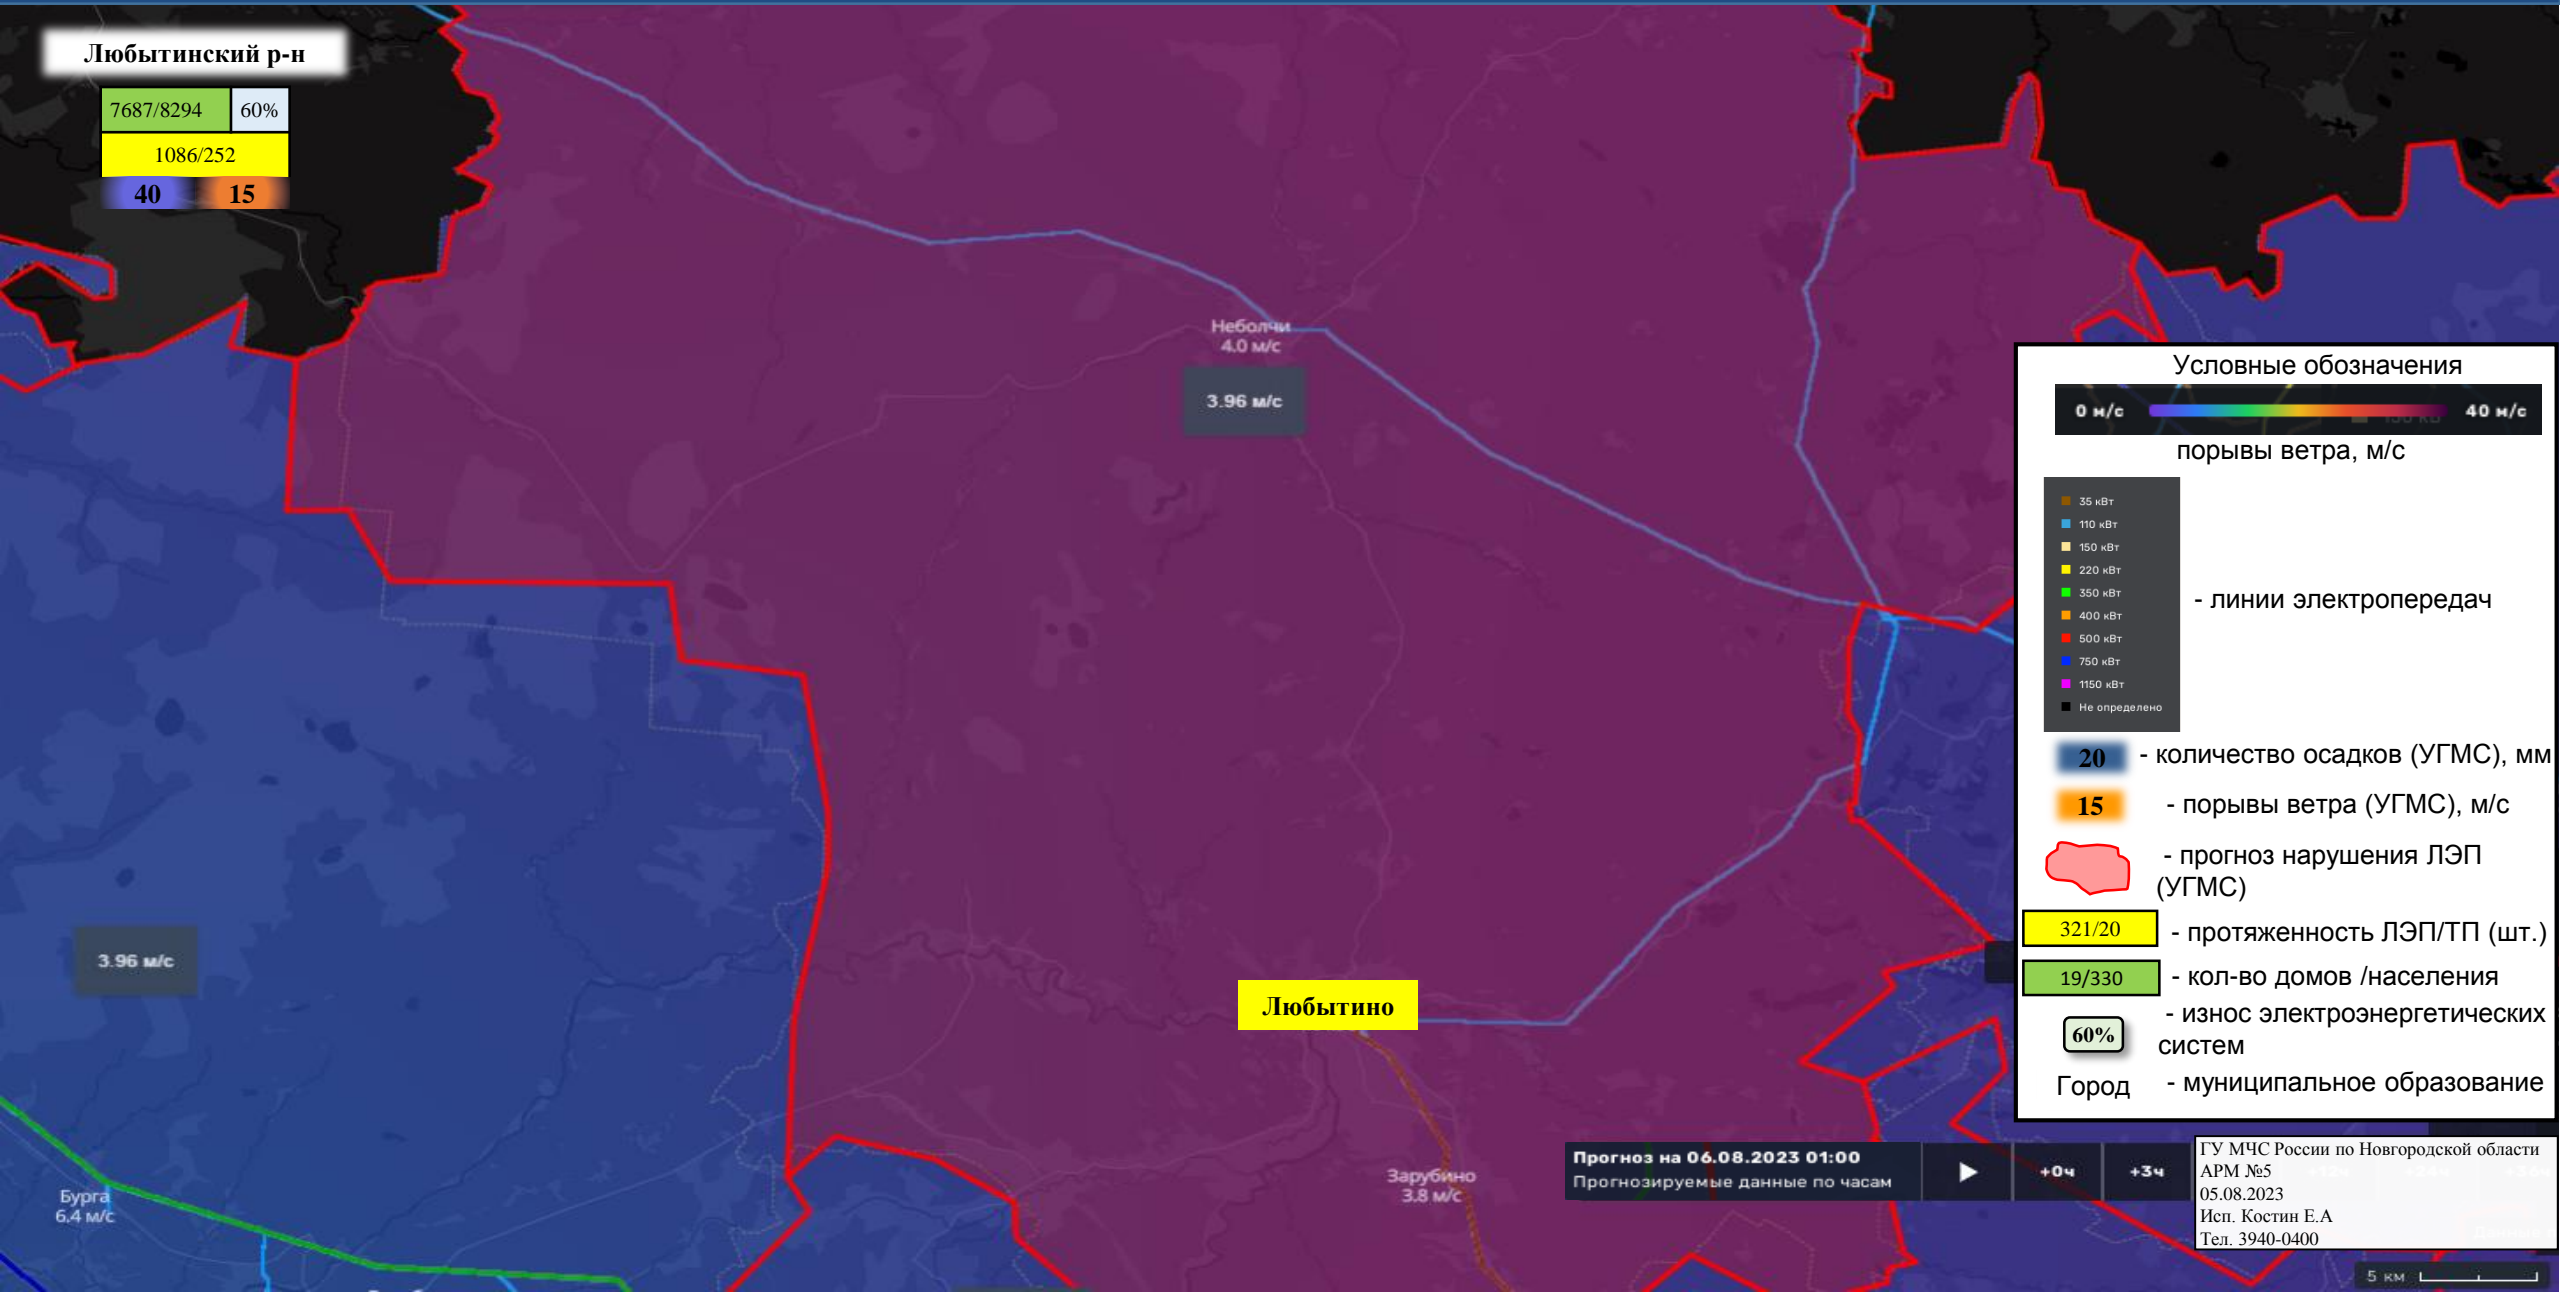 Любытинский р-н
7687/8294 60%
1086/252
40 15
Неболчи
4.0 м/с
3.96 м/с
3.96 м/с
Любытино
Зарубино
3.8 м/с
Бурга
6.4 м/с
Условные обозначения
0 м/с 40 м/с
порывы ветра, м/с
35 кВт
110 кВт
150 кВт
220 кВт
350 кВт
400 кВт
500 кВт
750 кВт
1150 кВт
Не определено
- линии электропередач
20 - количество осадков (УГМС), мм
15 - порывы ветра (УГМС), м/с
- прогноз нарушения ЛЭП
(УГМС)
321/20 - протяженность ЛЭП/ТП (шт.)
19/330 - кол-во домов /населения
60% - износ электроэнергетических
систем
Город - муниципальное образование
Прогноз на 06.08.2023 01:00
Прогнозируемые данные по часам
+0ч +3ч
ГУ МЧС России по Новгородской области
АРМ №5
05.08.2023
Исп. Костин Е.А
Тел. 3940-0400
5 км